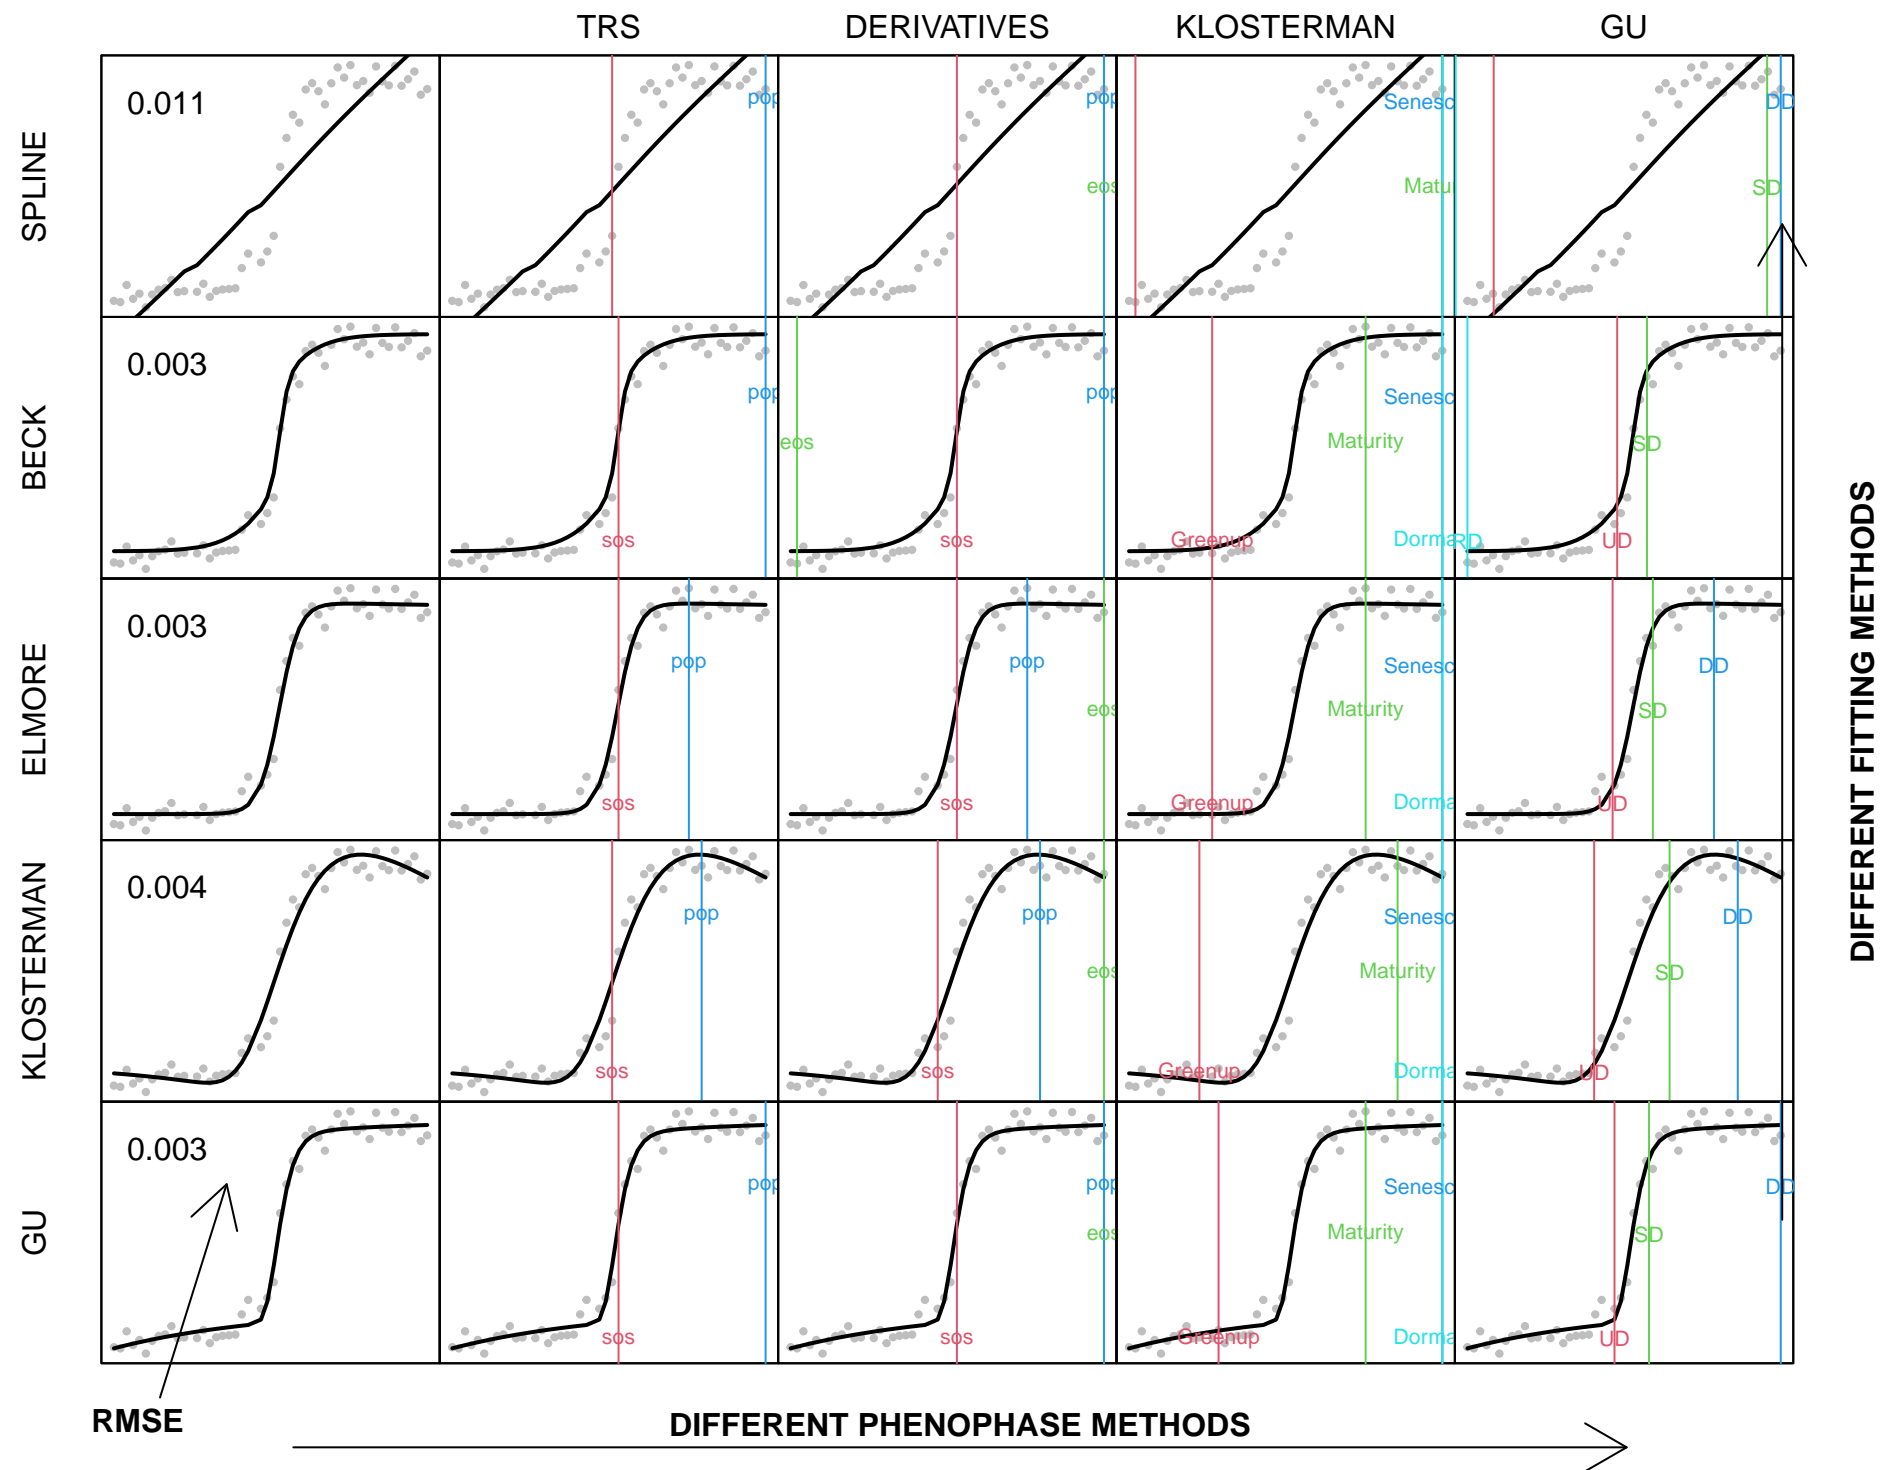 TRS DERIVATIVES KLOSTERMAN GU
SPLINE
0.011
pop
pop
eos
Senesc
Matu
DD
SD
BECK
0.003
pop
sos
eos
pop
sos
Greenup
Maturity
Senesc
Dorma
RD
UD
SD
ELMORE
0.003
pop
sos
pop
eos
sos
Senesc
Maturity
Greenup
Dorma
DD
SD
UD
KLOSTERMAN
0.004
pop
sos
pop
eos
sos
Senesc
Maturity
Greenup
Dorma
DD
SD
UD
GU
0.003
pop
sos
pop
eos
sos
Senesc
Maturity
Greenup
Dorma
DD
SD
UD
DIFFERENT FITTING METHODS
RMSE
DIFFERENT PHENOPHASE METHODS